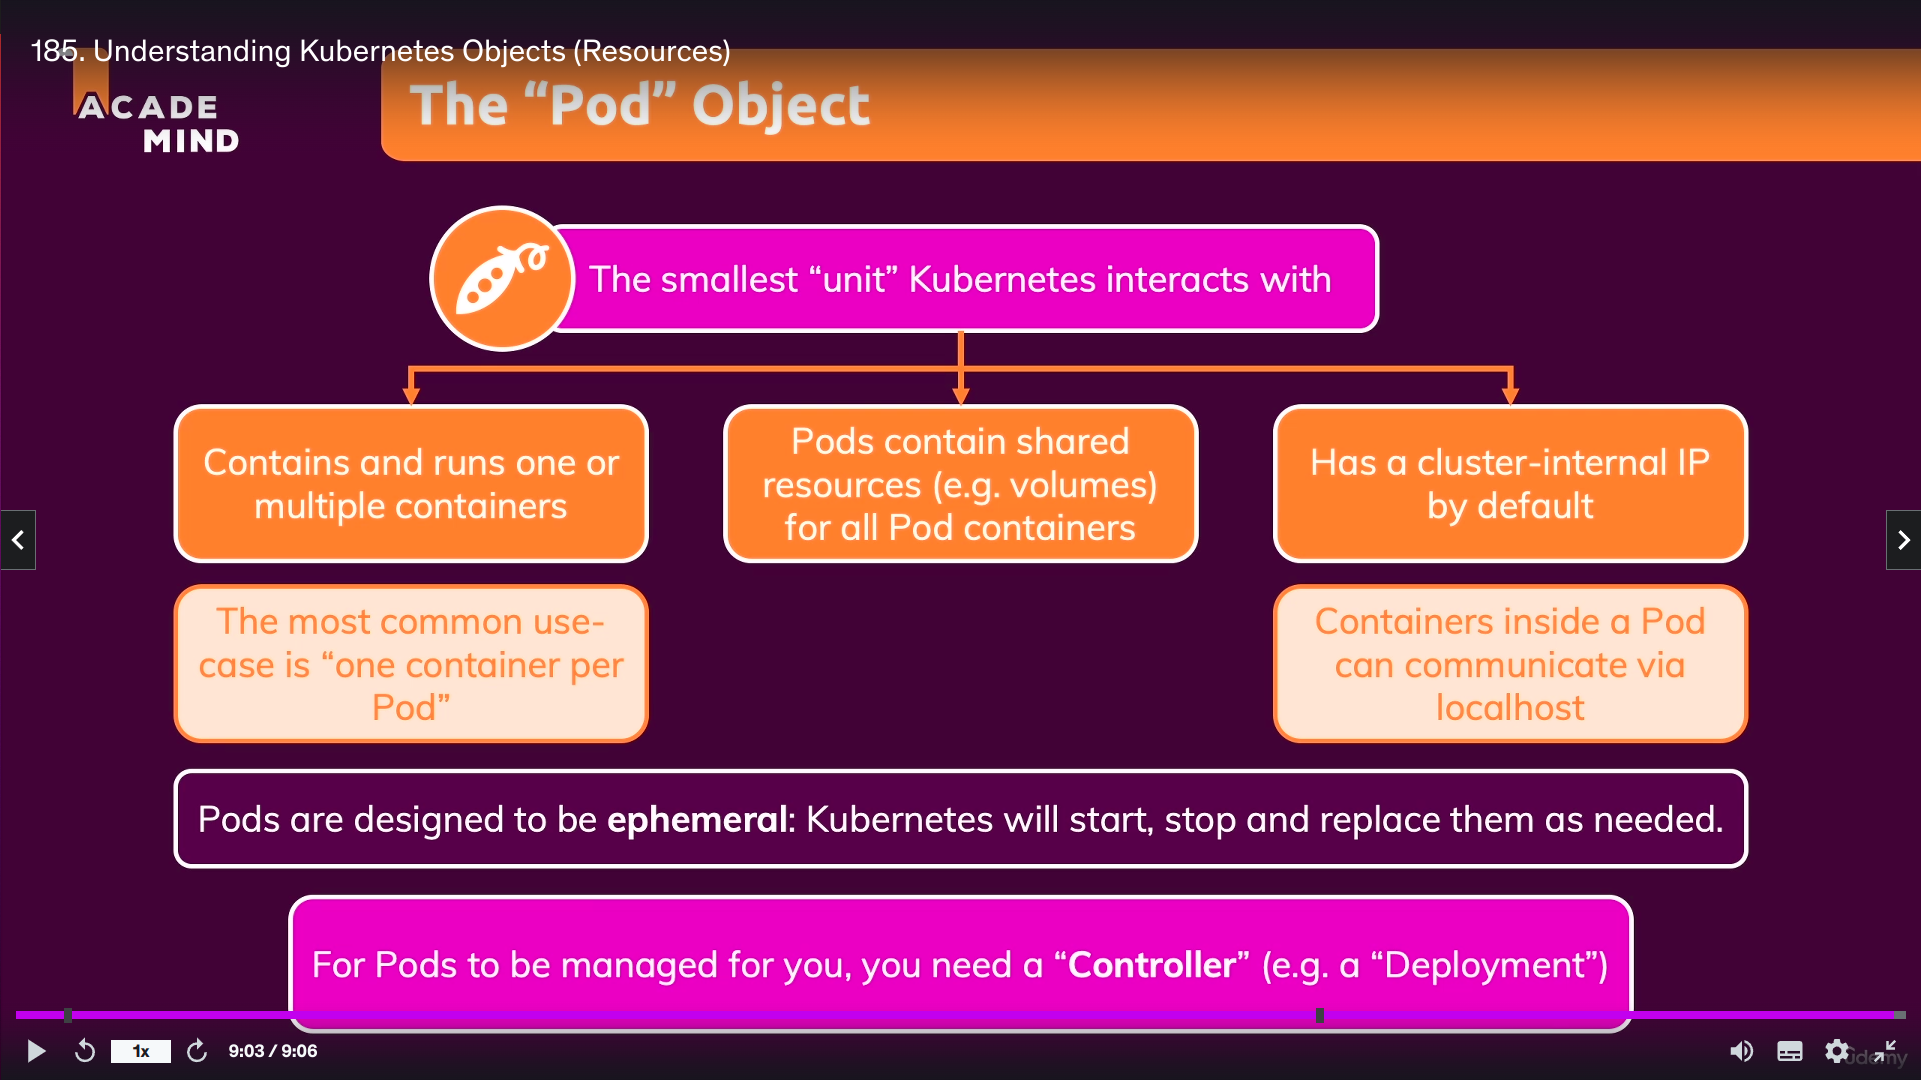 185. Understanding Kubernetes Objects (Resources)
ACADE
MIND
The “Pod” Object
The smallest “unit” Kubernetes interacts with
Contains and runs one or
multiple containers
Pods contain shared
resources (e.g. volumes)
for all Pod containers
Has a cluster-internal IP
by default
The most common use-
case is “one container per
Pod”
Containers inside a Pod
can communicate via
localhost
Pods are designed to be ephemeral: Kubernetes will start, stop and replace them as needed.
For Pods to be managed for you, you need a “Controller” (e.g. a “Deployment”)
1x
9:03 / 9:06
udemy